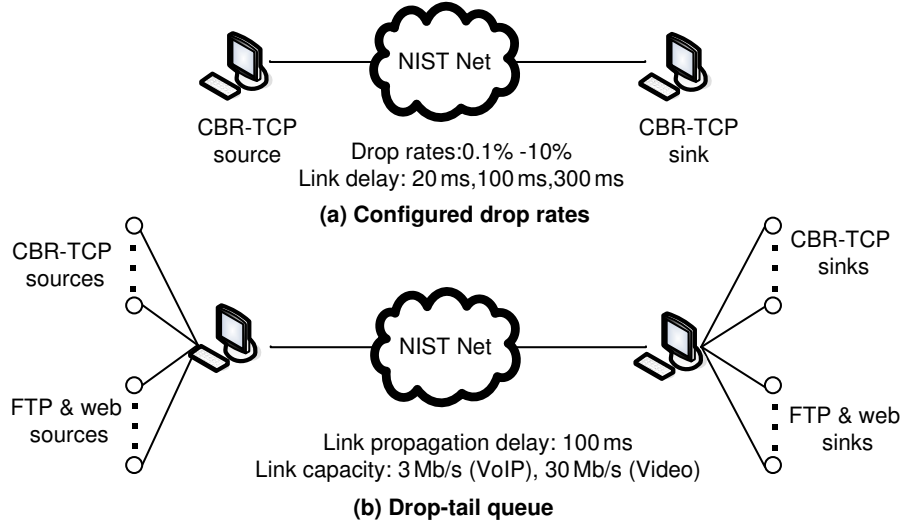 NIST Net
CBR-TCP
source
CBR-TCP
sink
Drop rates:0.1% -10%
Link delay: 20 ms,100 ms,300 ms
(a) Configured drop rates
CBR-TCP
sources
CBR-TCP
sinks
NIST Net
FTP & web
sources
FTP & web
sinks
Link propagation delay: 100 ms
Link capacity: 3 Mb/s (VoIP), 30 Mb/s (Video)
(b) Drop-tail queue